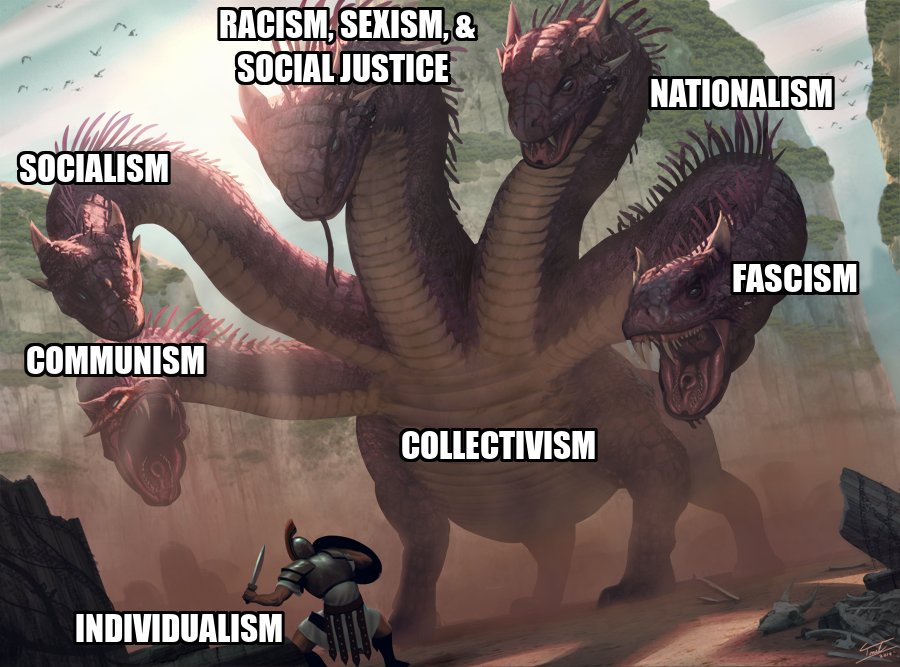 RACISM, SEXISM, &
SOCIAL JUSTICE
NATIONALISM
SOCIALISM
FASCISM
COMMUNISM
COLLECTIVISM
INDIVIDUALISM